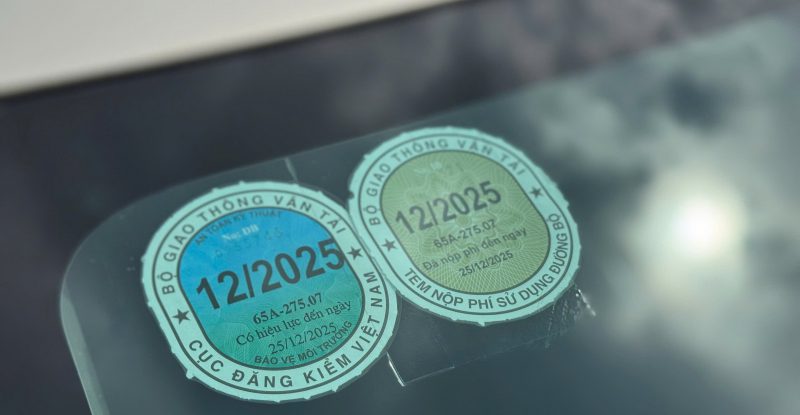 BỘ GIAO THÔNG VẬN TẢI
AN TOÀN KỸ THUẬT
No: DB
12/2025
65A-275.07
Có hiệu lực đến ngày
25/12/2025
BẢO VỆ MÔI TRƯỜNG
CỤC ĐĂNG KIỂM VIỆT NAM
BỘ GIAO THÔNG VẬN TẢI
12/2025
65A-275.07
Đã nộp phí đến ngày
25/12/2025
TEM NỘP PHÍ SỬ DỤNG ĐƯỜNG BỘ